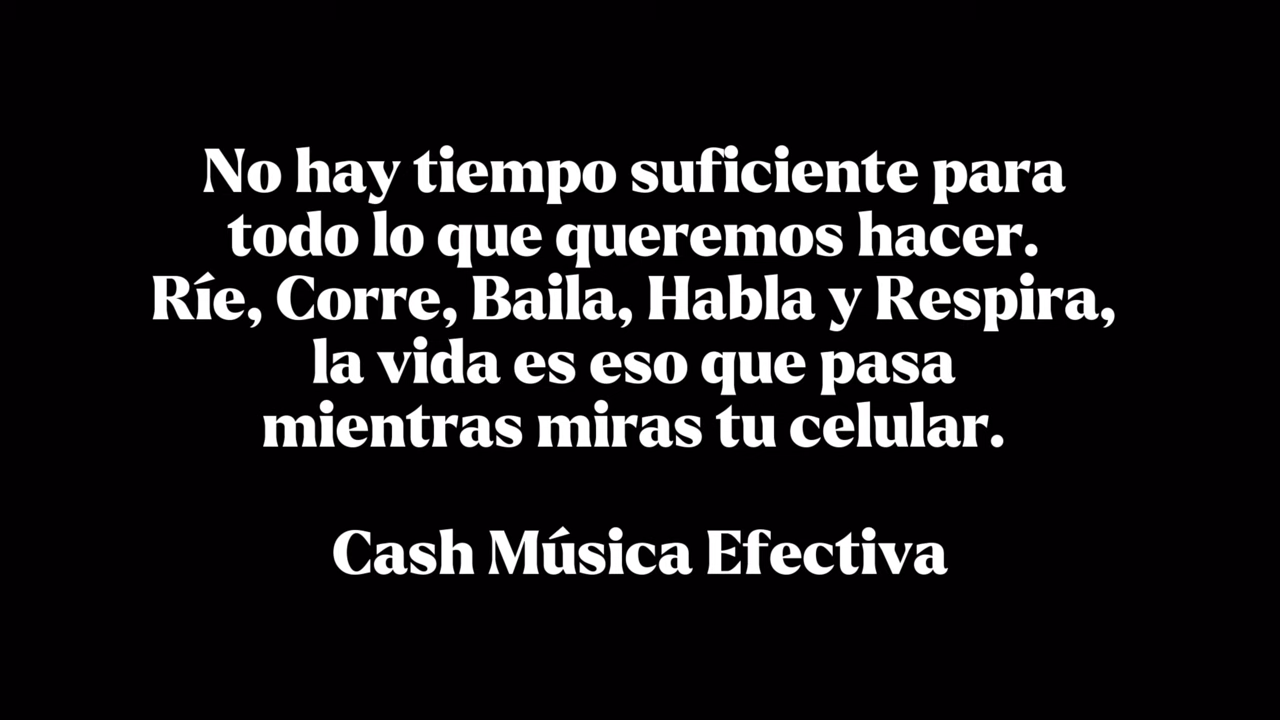 No hay tiempo suficiente para
todo lo que queremos hacer.
Ríe, Corre, Baila, Habla y Respira,
la vida es eso que pasa
mientras miras tu celular.
Cash Música Efectiva